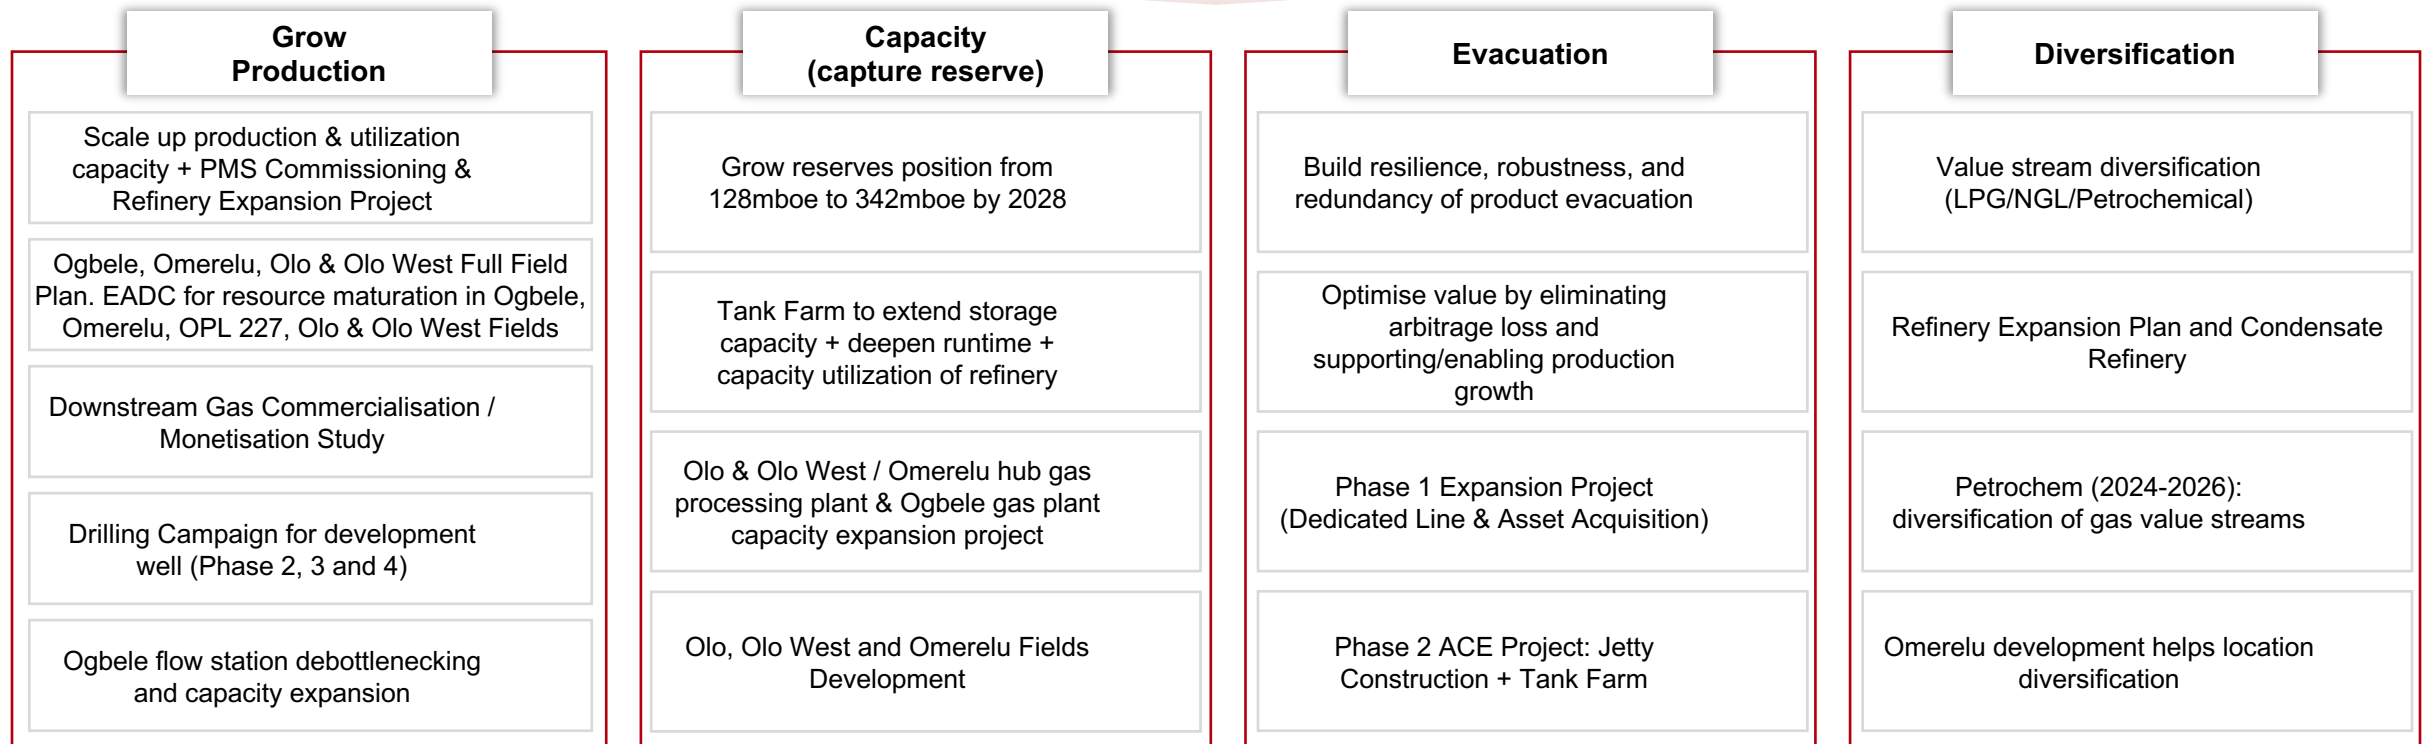 Grow
Production
Scale up production & utilization
capacity + PMS Commissioning &
Refinery Expansion Project
Ogbele, Omerelu, Olo & Olo West Full Field
Plan. EADC for resource maturation in Ogbele,
Omerelu, OPL 227, Olo & Olo West Fields
Downstream Gas Commercialisation /
Monetisation Study
Drilling Campaign for development
well (Phase 2, 3 and 4)
Ogbele flow station debottlenecking
and capacity expansion
Capacity
(capture reserve)
Grow reserves position from
128mboe to 342mboe by 2028
Tank Farm to extend storage
capacity + deepen runtime +
capacity utilization of refinery
Olo & Olo West / Omerelu hub gas
processing plant & Ogbele gas plant
capacity expansion project
Olo, Olo West and Omerelu Fields
Development
Evacuation
Build resilience, robustness, and
redundancy of product evacuation
Optimise value by eliminating
arbitrage loss and
supporting/enabling production
growth
Phase 1 Expansion Project
(Dedicated Line & Asset Acquisition)
Phase 2 ACE Project: Jetty
Construction + Tank Farm
Diversification
Value stream diversification
(LPG/NGL/Petrochemical)
Refinery Expansion Plan and Condensate
Refinery
Petrochem (2024-2026):
diversification of gas value streams
Omerelu development helps location
diversification